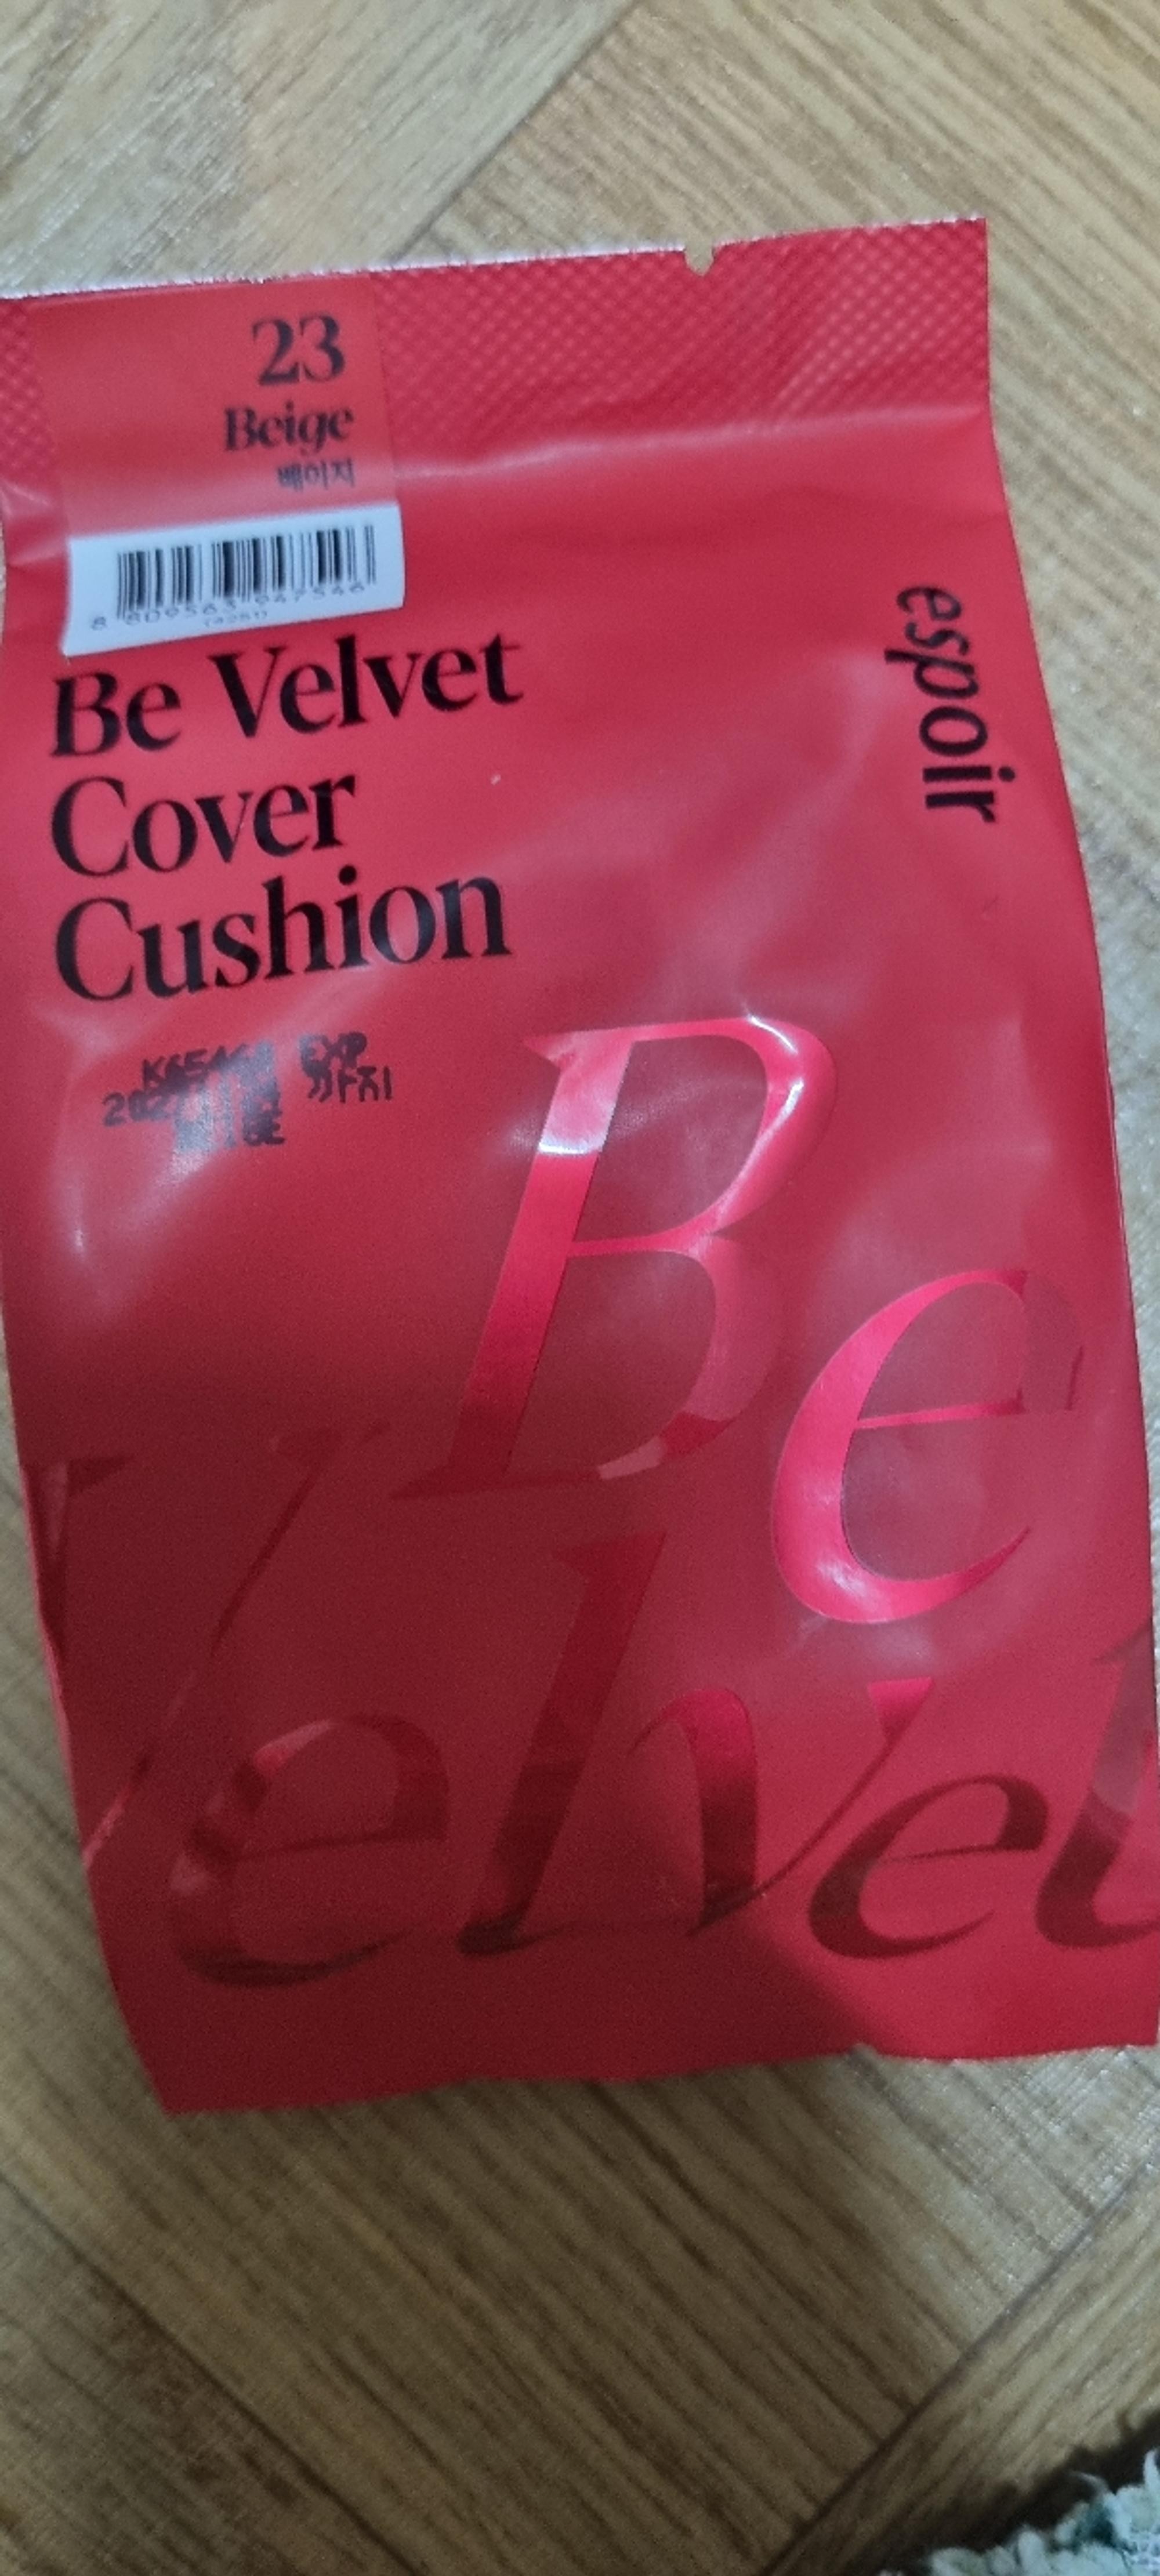 23
Beige
베이지
Be Velvet
Cover
Cushion
espoir
EXP
까지
Be
Velvet